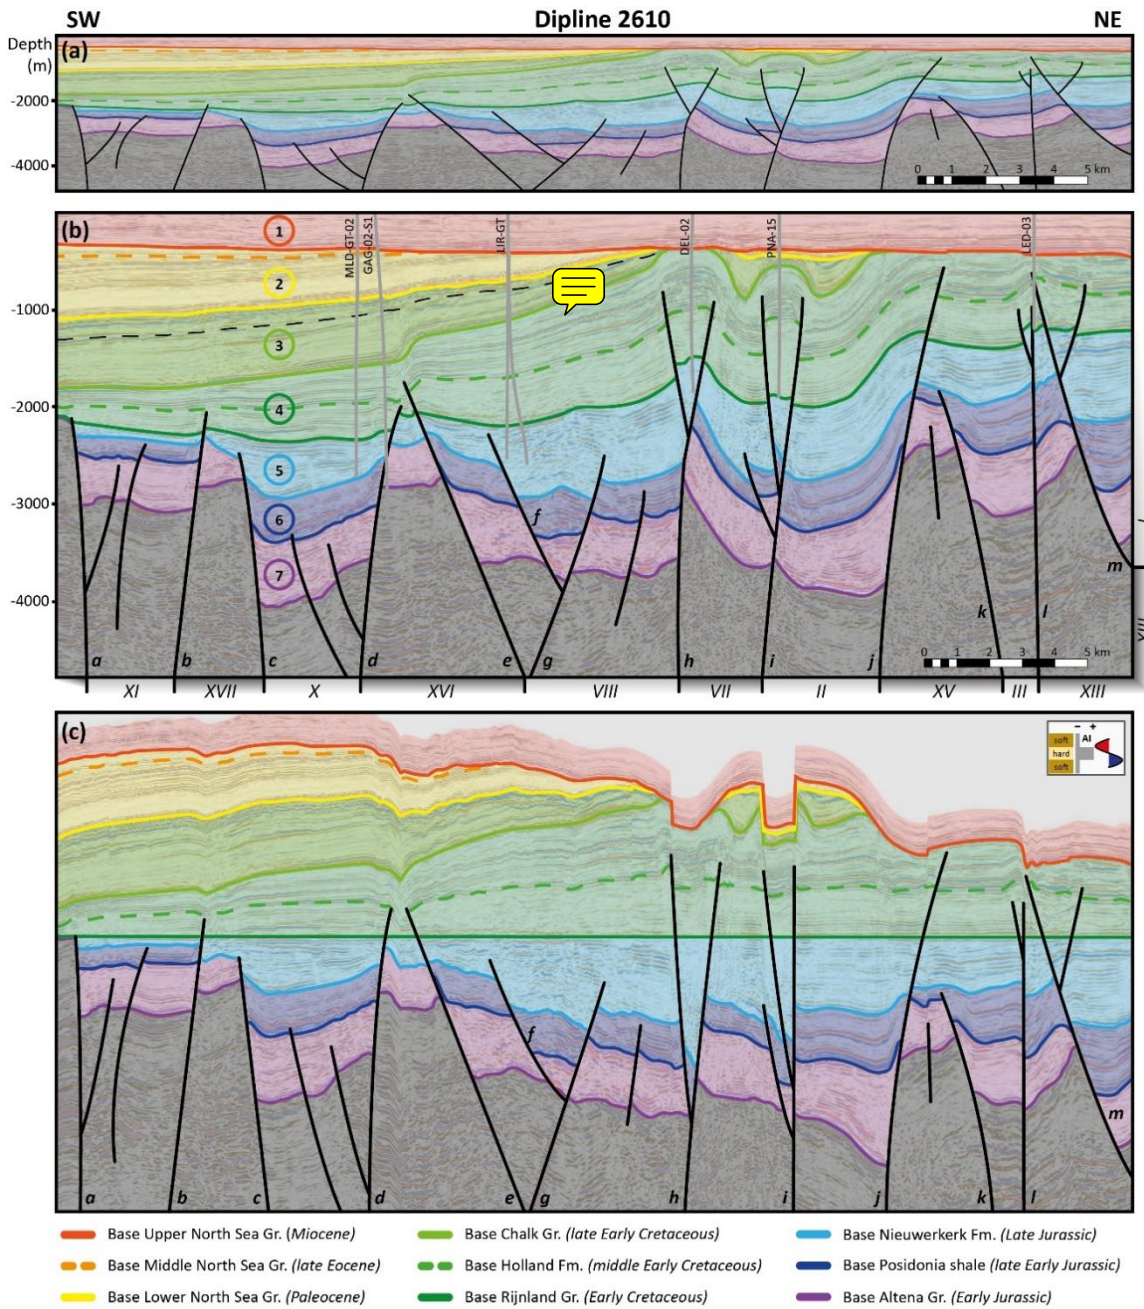 SW Dipline 2610 NE
Depth
(m)
(a)
-2000
-4000
0 1 2 3 4 5 km
(b)
1
MLD-GT-02
GAG-02-S1
LIR-GT
DEL-02
PNA-15
LED-03
2
-1000
3
4
-2000
5
-3000
6
f
7
m
-4000
k l
0 1 2 3 4 5 km
a b c d e g h i j
XI XVII X XVI VIII VII II XV III XIII
I
(c)
- +
soft AI
hard
soft
f
m
a b c d e g h i j k l
Base Upper North Sea Gr. (Miocene) Base Chalk Gr. (late Early Cretaceous) Base Nieuwerkerk Fm. (Late Jurassic)
Base Middle North Sea Gr. (late Eocene) Base Holland Fm. (middle Early Cretaceous) Base Posidonia shale (late Early Jurassic)
Base Lower North Sea Gr. (Paleocene) Base Rijnland Gr. (Early Cretaceous) Base Altena Gr. (Early Jurassic)